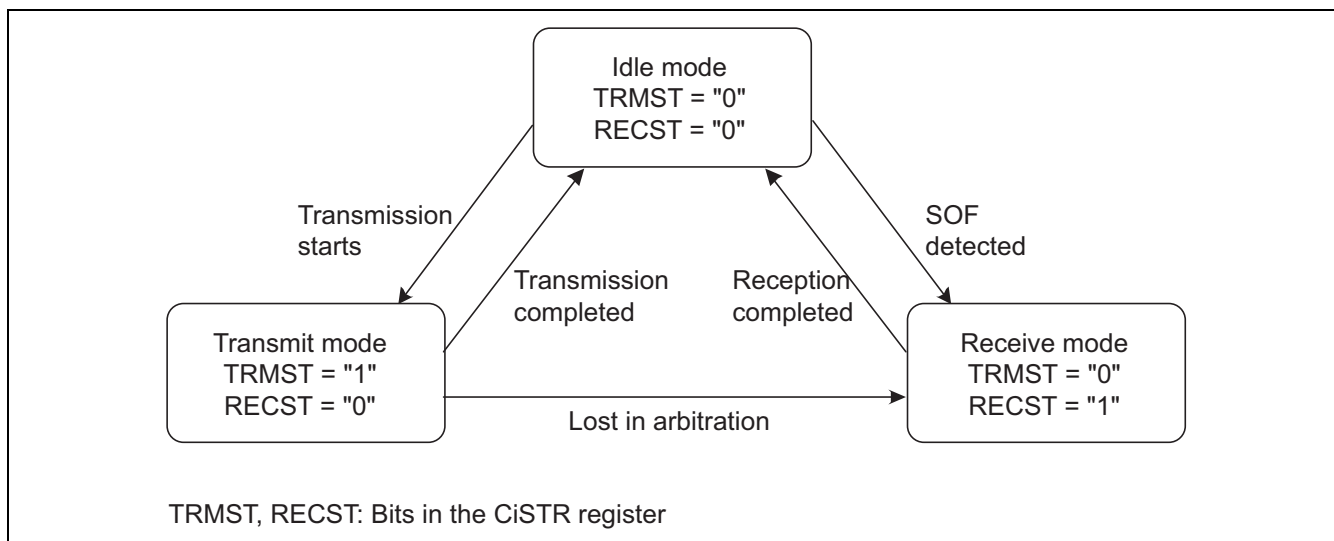 Idle mode
TRMST = "0"
RECST = "0"
Transmission
starts
SOF
detected
Transmission
completed
Reception
completed
Transmit mode
TRMST = "1"
RECST = "0"
Receive mode
TRMST = "0"
RECST = "1"
Lost in arbitration
TRMST, RECST: Bits in the CiSTR register